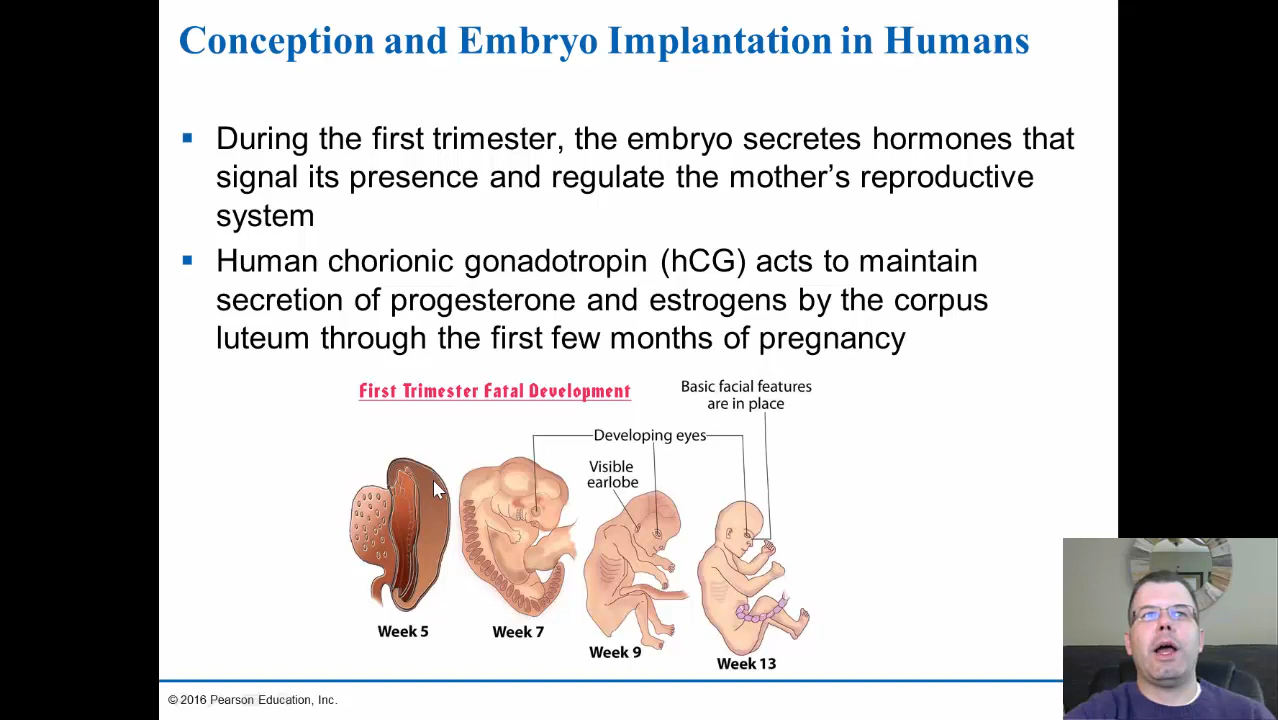 Conception and Embryo Implantation in Humans
▪ During the first trimester, the embryo secretes hormones that
signal its presence and regulate the mother’s reproductive
system
▪ Human chorionic gonadotropin (hCG) acts to maintain
secretion of progesterone and estrogens by the corpus
luteum through the first few months of pregnancy
First Trimester Fatal Development
Basic facial features
are in place
Developing eyes
Visible
earlobe
Week 5
Week 7
Week 9
Week 13
© 2016 Pearson Education, Inc.